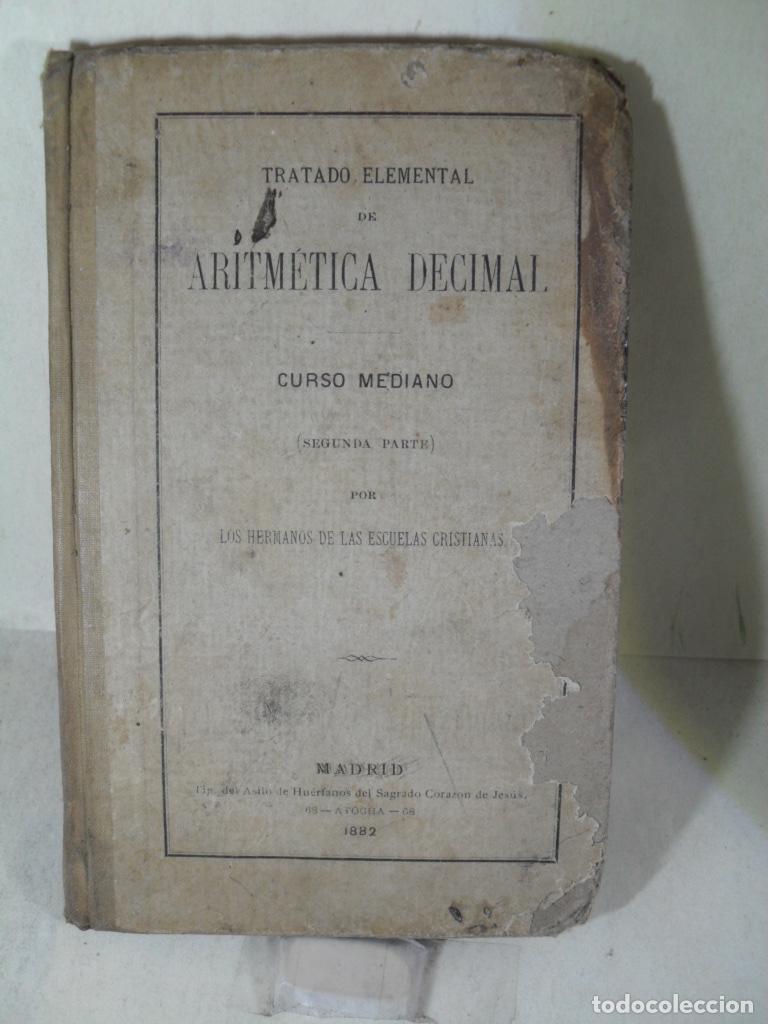 TRATADO ELEMENTAL
DE
ARITMÉTICA DECIMAL
CURSO MEDIANO
(SEGUNDA PARTE)
POR
LOS HERMANOS DE LAS ESCUELAS CRISTIANAS.
MADRID
Tip. del Asilo de Huérfanos del Sagrado Corazon de Jesús.
68—ATOCHA—68
1882
todocoleccion